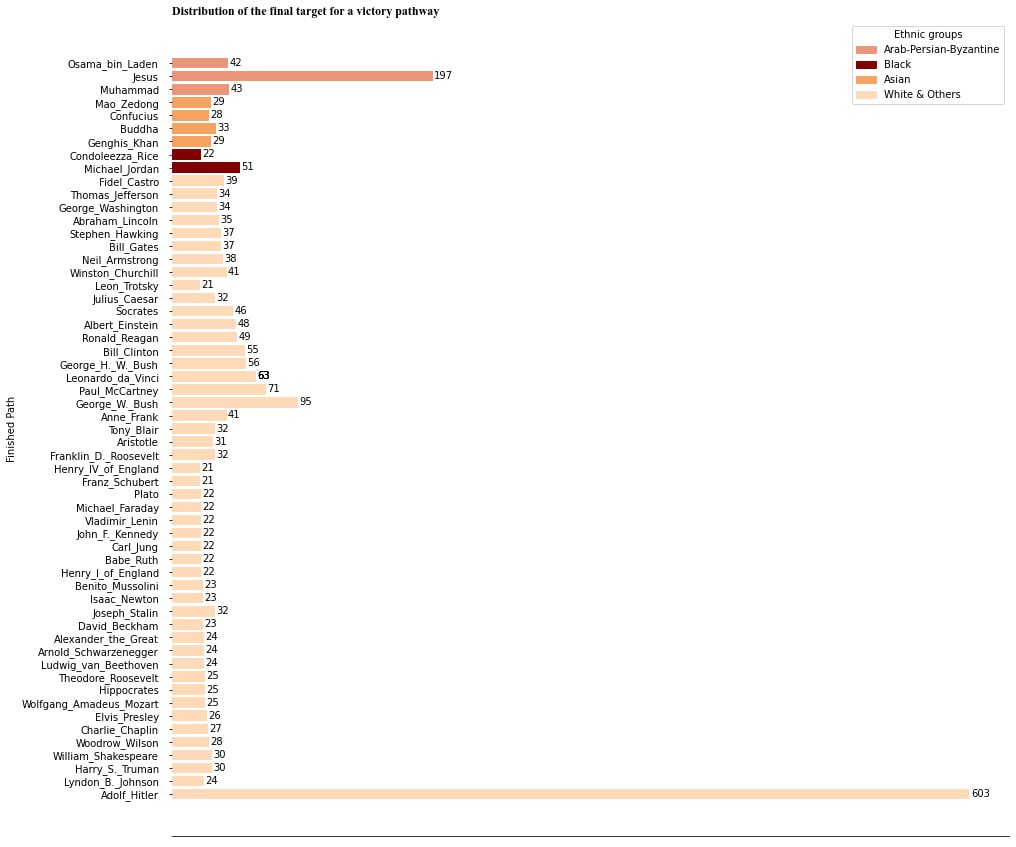 Distribution of the final target for a victory pathway
Ethnic groups
Arab-Persian-Byzantine
Black
Asian
White & Others
Finished Path
Osama_bin_Laden 42
Jesus 197
Muhammad 43
Mao_Zedong 29
Confucius 28
Buddha 33
Genghis_Khan 29
Condoleezza_Rice 22
Michael_Jordan 51
Fidel_Castro 39
Thomas_Jefferson 34
George_Washington 34
Abraham_Lincoln 35
Stephen_Hawking 37
Bill_Gates 37
Neil_Armstrong 38
Winston_Churchill 41
Leon_Trotsky 21
Julius_Caesar 32
Socrates 46
Albert_Einstein 48
Ronald_Reagan 49
Bill_Clinton 55
George_H._W._Bush 56
Leonardo_da_Vinci 63
Paul_McCartney 71
George_W._Bush 95
Anne_Frank 41
Tony_Blair 32
Aristotle 31
Franklin_D._Roosevelt 32
Henry_IV_of_England 21
Franz_Schubert 21
Plato 22
Michael_Faraday 22
Vladimir_Lenin 22
John_F._Kennedy 22
Carl_Jung 22
Babe_Ruth 22
Henry_I_of_England 22
Benito_Mussolini 23
Isaac_Newton 23
Joseph_Stalin 32
David_Beckham 23
Alexander_the_Great 24
Arnold_Schwarzenegger 24
Ludwig_van_Beethoven 24
Theodore_Roosevelt 25
Hippocrates 25
Wolfgang_Amadeus_Mozart 25
Elvis_Presley 26
Charlie_Chaplin 27
Woodrow_Wilson 28
William_Shakespeare 30
Harry_S._Truman 30
Lyndon_B._Johnson 24
Adolf_Hitler 603